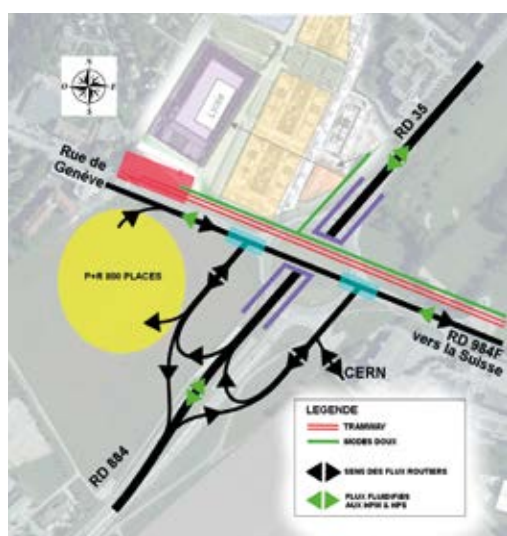 N
O
E
S
LYCEE
RD 35
Rue de
Genève
P+R 800 PLACES
RD 984F
vers la Suisse
CERN
RD 884
LEGENDE
TRAMWAY
MODES DOUX
SENS DES FLUX ROUTIERS
FLUX FLUIDIFIES
AUX HPM & HPS